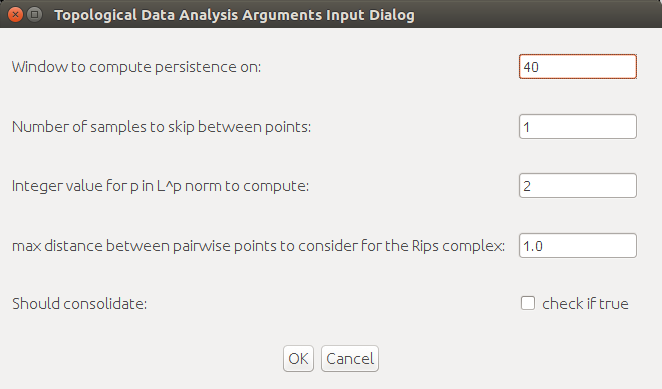 Topological Data Analysis Arguments Input Dialog
Window to compute persistence on: 40
Number of samples to skip between points: 1
Integer value for p in L^p norm to compute: 2
max distance between pairwise points to consider for the Rips complex: 1.0
Should consolidate: check if true
OK Cancel